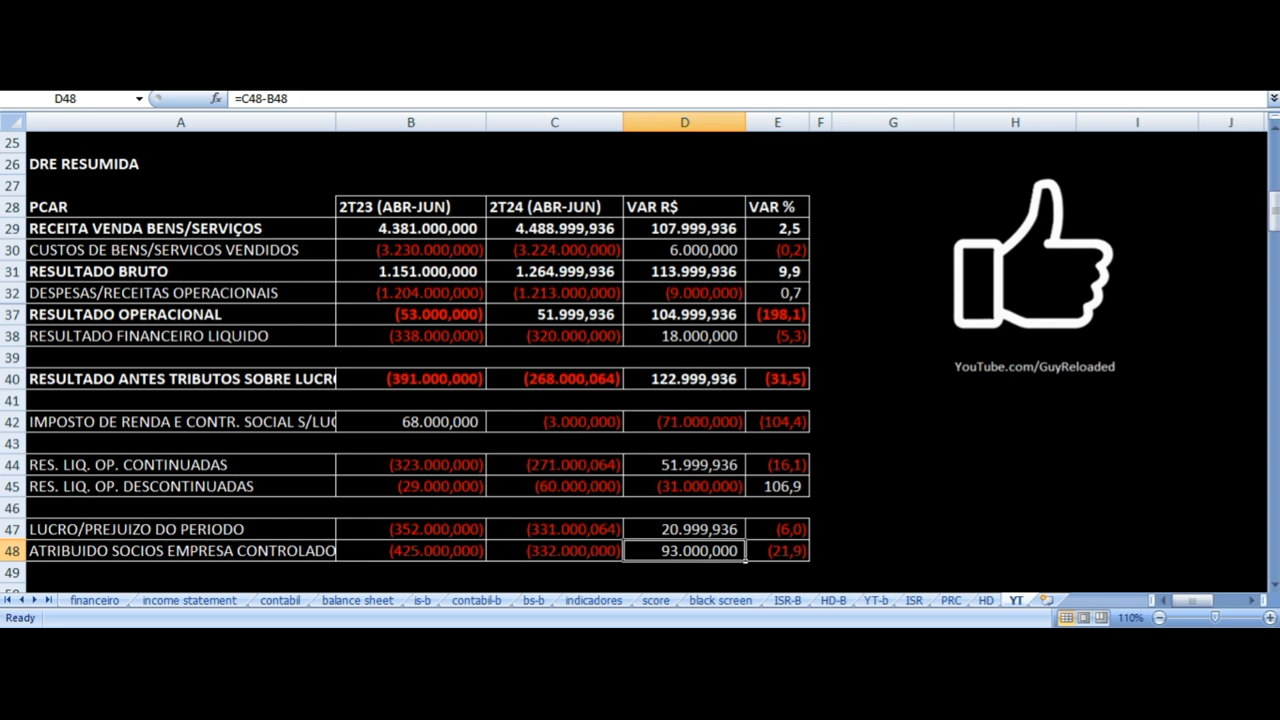 D48 fx =C48-B48
A B C D E F G H I J
25
26 DRE RESUMIDA
27
28 PCAR 2T23 (ABR-JUN) 2T24 (ABR-JUN) VAR R$ VAR %
29 RECEITA VENDA BENS/SERVIÇOS 4.381.000,000 4.488.999,936 107.999,936 2,5
30 CUSTOS DE BENS/SERVICOS VENDIDOS (3.230.000,000) (3.224.000,000) 6.000,000 (0,2)
31 RESULTADO BRUTO 1.151.000,000 1.264.999,936 113.999,936 9,9
32 DESPESAS/RECEITAS OPERACIONAIS (1.204.000,000) (1.213.000,000) (9.000,000) 0,7
37 RESULTADO OPERACIONAL (53.000,000) 51.999,936 104.999,936 (198,1)
38 RESULTADO FINANCEIRO LIQUIDO (338.000,000) (320.000,000) 18.000,000 (5,3)
39
40 RESULTADO ANTES TRIBUTOS SOBRE LUCR (391.000,000) (268.000,064) 122.999,936 (31,5)
41
42 IMPOSTO DE RENDA E CONTR. SOCIAL S/LUC 68.000,000 (3.000,000) (71.000,000) (104,4)
43
44 RES. LIQ. OP. CONTINUADAS (323.000,000) (271.000,064) 51.999,936 (16,1)
45 RES. LIQ. OP. DESCONTINUADAS (29.000,000) (60.000,000) (31.000,000) 106,9
46
47 LUCRO/PREJUIZO DO PERIODO (352.000,000) (331.000,064) 20.999,936 (6,0)
48 ATRIBUIDO SOCIOS EMPRESA CONTROLADO (425.000,000) (332.000,000) 93.000,000 (21,9)
49
YouTube.com/GuyReloaded
financeiro income statement contabil balance sheet is-b contabil-b bs-b indicadores score black screen ISR-B HD-B YT-b ISR PRC HD YT
Ready 110%